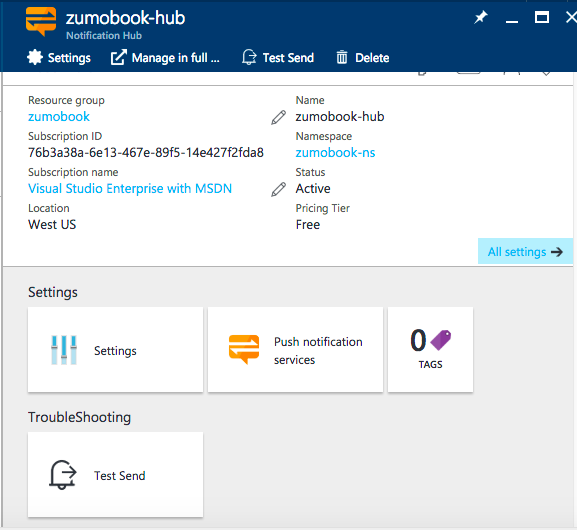 zumobook-hub
Notification Hub
Settings
Manage in full ...
Test Send
Delete
Resource group
zumobook
Name
zumobook-hub
Subscription ID
76b3a38a-6e13-467e-89f5-14e427f2fda8
Namespace
zumobook-ns
Subscription name
Visual Studio Enterprise with MSDN
Status
Active
Location
West US
Pricing Tier
Free
All settings
Settings
Settings
Push notification
services
0
TAGS
TroubleShooting
Test Send